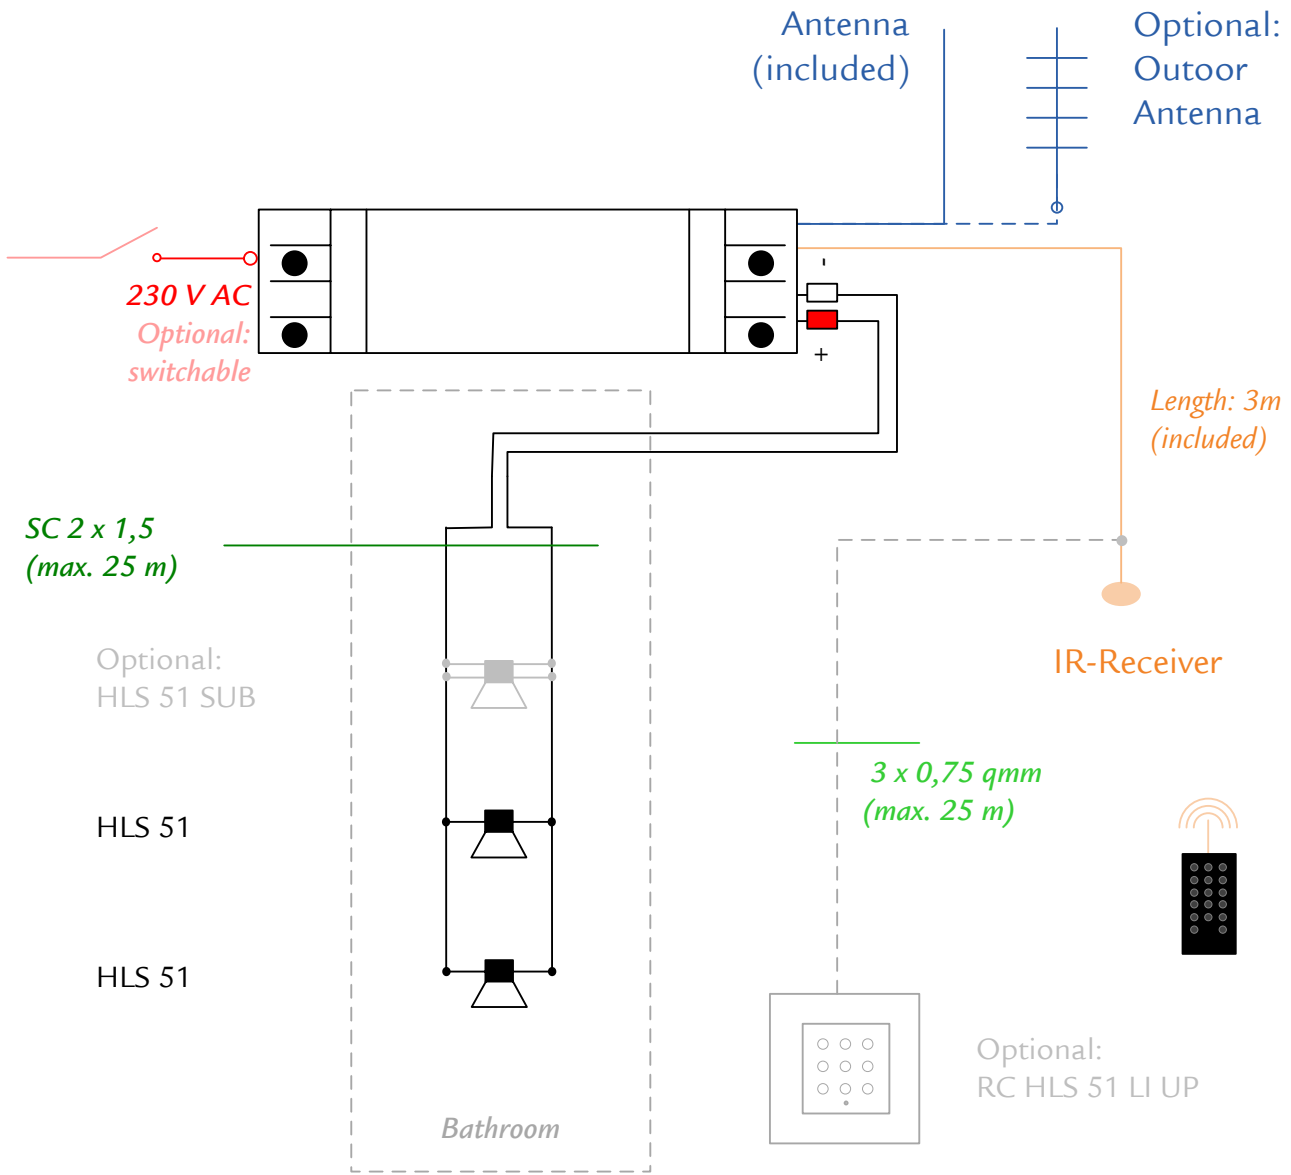 Antenna
(included)
Optional:
Outoor
Antenna
230 V AC
Optional:
switchable
-
+
Length: 3m
(included)
SC 2 x 1,5
(max. 25 m)
Optional:
HLS 51 SUB
IR-Receiver
3 x 0,75 qmm
(max. 25 m)
HLS 51
HLS 51
Optional:
RC HLS 51 LI UP
Bathroom